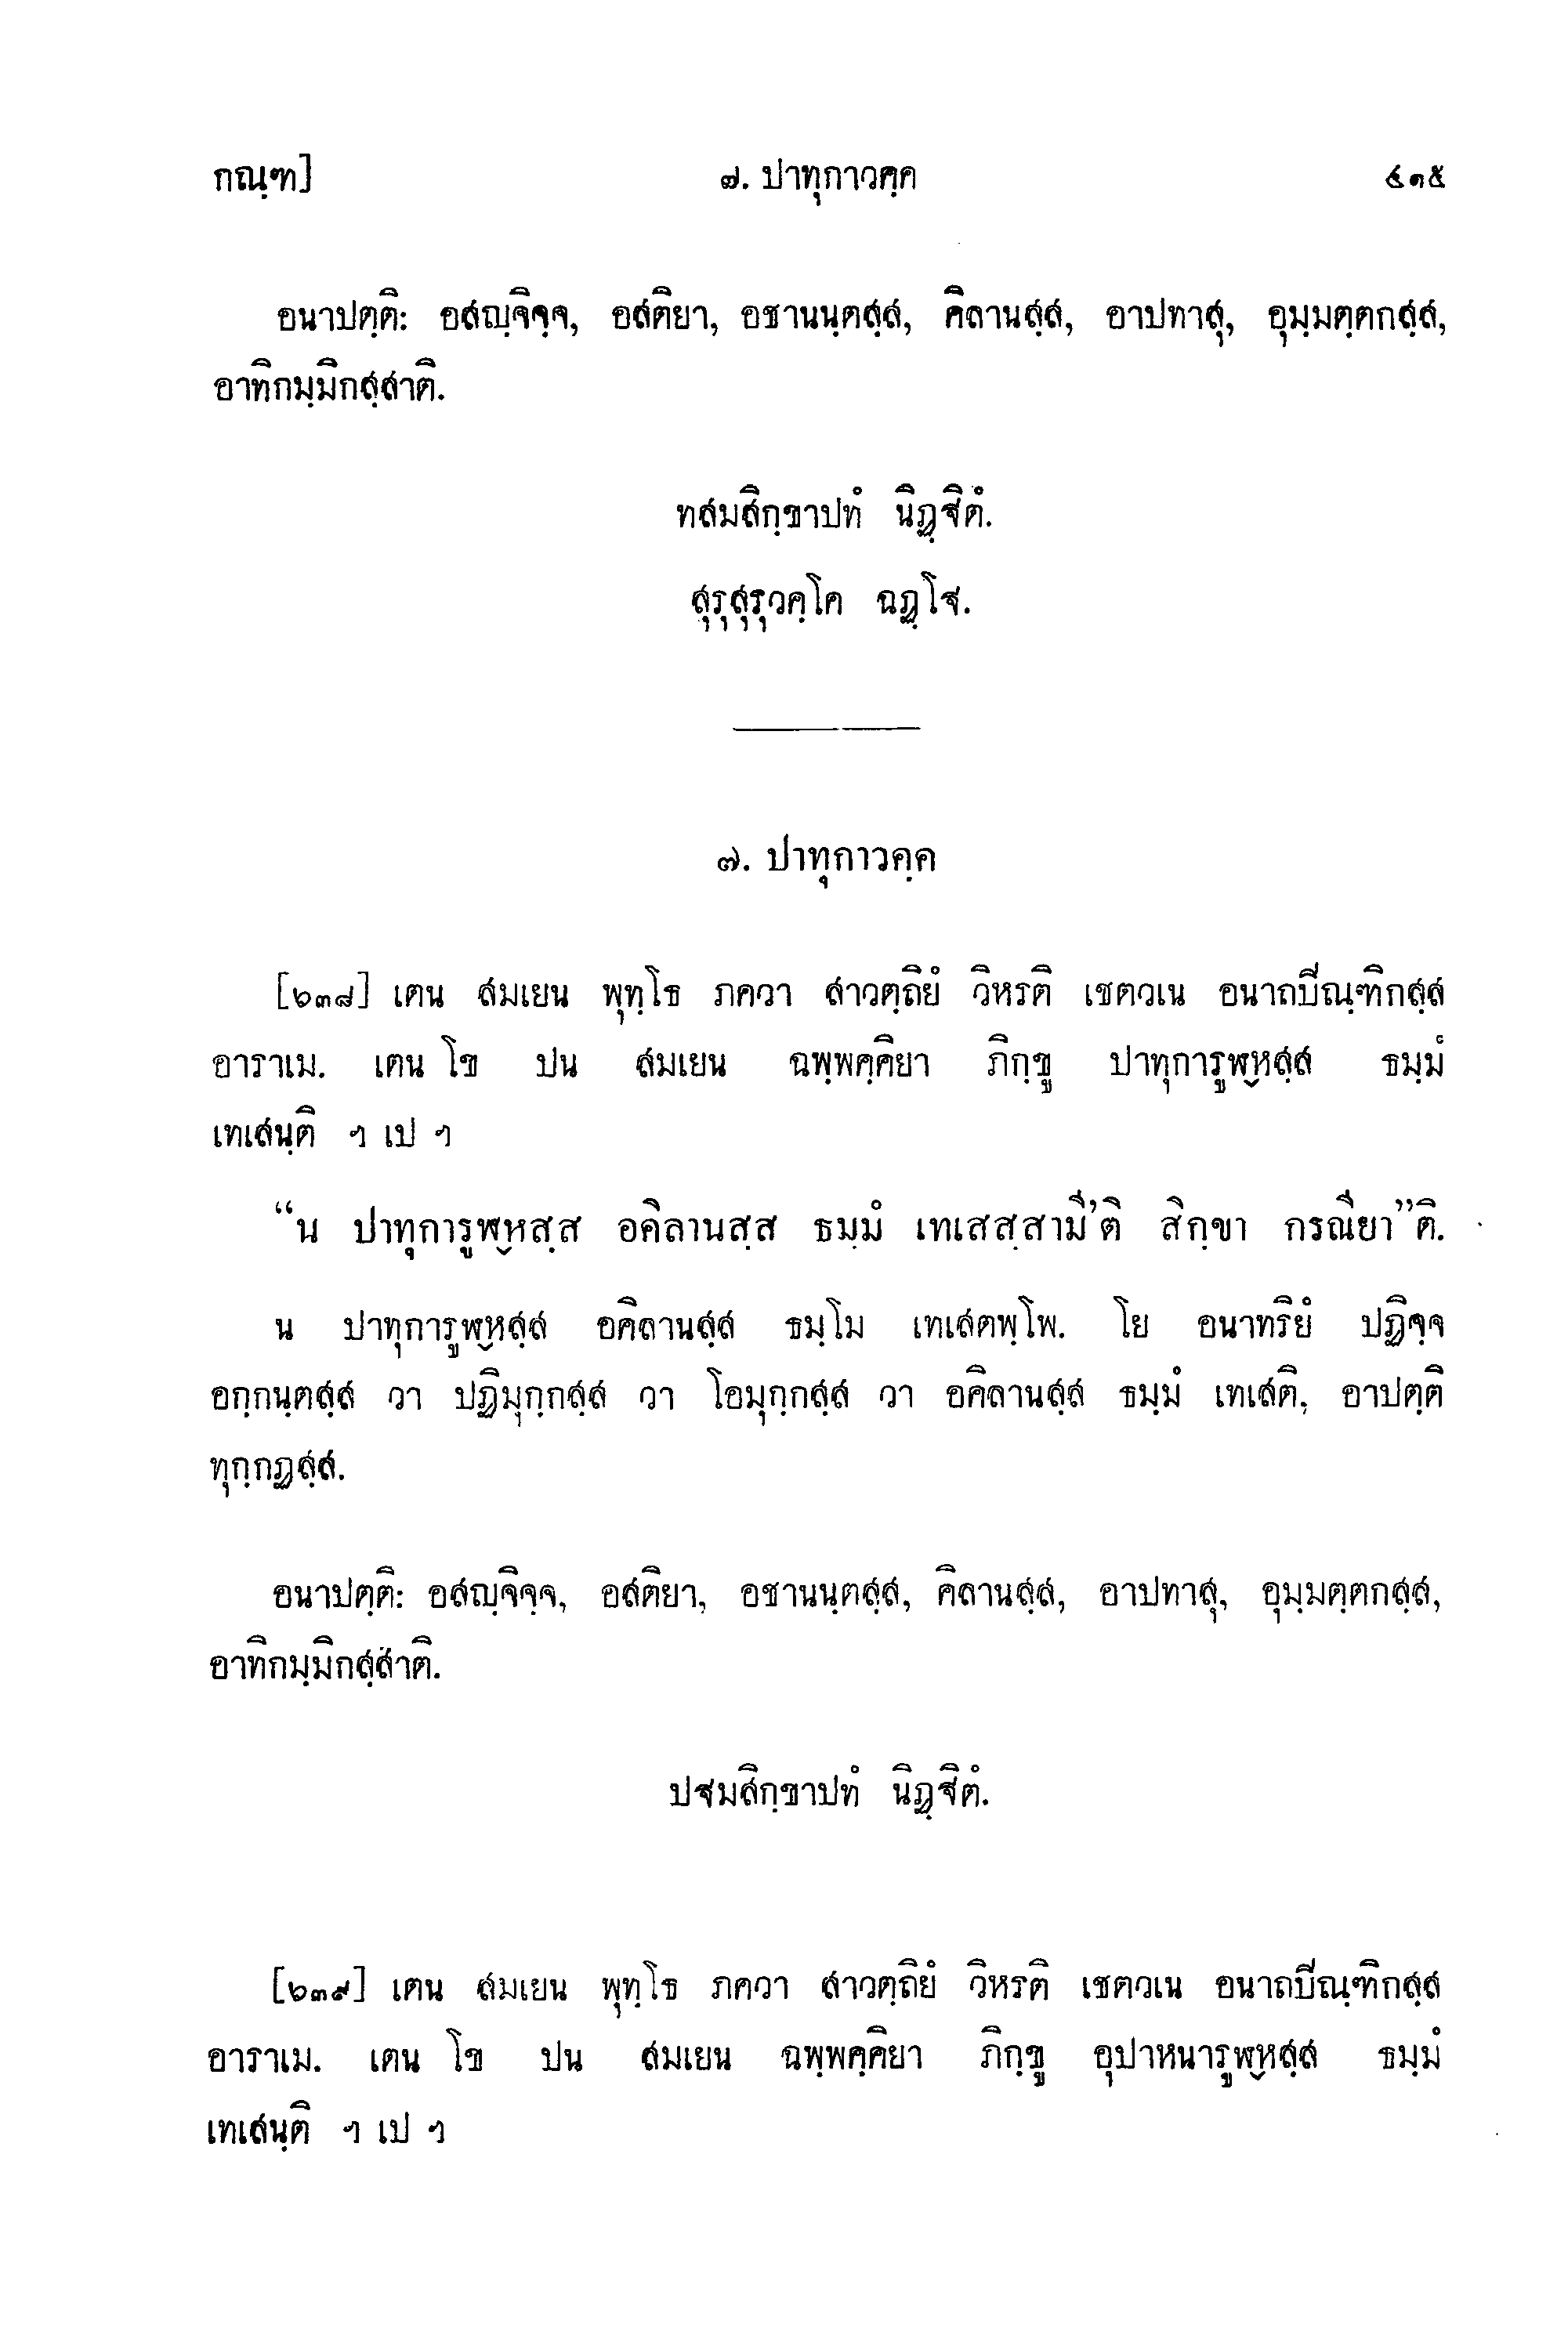 กณฺฑ] ๗. ปาทุกาวคฺค ๔๑๕
อนาปตฺติ: อสญฺจิจฺจ, อสติยา, อชานนฺตสฺส, คิลานสฺส, อาปทาสุ, อุมฺมตฺตกสฺส,
อาทิกมฺมิกสฺสาติ.
ทสมสิกฺขาปทํ นิฏฺฐิตํ.
สุรุสุรุวคฺโค ฉฏฺโฐ.
๗. ปาทุกาวคฺค
[๖๓๘] เตน สมเยน พุทฺโธ ภควา สาวตฺถิยํ วิหรติ เชตวเน อนาถปิณฺฑิกสฺส
อาราเม. เตน โข ปน สมเยน ฉพฺพคฺคิยา ภิกฺขู ปาทุการูฬฺหสฺส ธมฺมํ
เทเสนฺติ ฯ เป ฯ
“น ปาทุการูฬฺหสฺส อคิลานสฺส ธมฺมํ เทเสสฺสามี’ติ สิกฺขา กรณียา”ติ.
น ปาทุการูฬฺหสฺส อคิลานสฺส ธมฺโม เทเสตพฺโพ. โย อนาทริยํ ปฏิจฺจ
อกฺกนฺตสฺส วา ปฏิมุกฺกสฺส วา โอมุกฺกสฺส วา อคิลานสฺส ธมฺมํ เทเสติ, อาปตฺติ
ทุกฺกฏสฺส.
อนาปตฺติ: อสญฺจิจฺจ, อสติยา, อชานนฺตสฺส, คิลานสฺส, อาปทาสุ, อุมฺมตฺตกสฺส,
อาทิกมฺมิกสฺสาติ.
ปฐมสิกฺขาปทํ นิฏฺฐิตํ.
[๖๓๙] เตน สมเยน พุทฺโธ ภควา สาวตฺถิยํ วิหรติ เชตวเน อนาถปิณฺฑิกสฺส
อาราเม. เตน โข ปน สมเยน ฉพฺพคฺคิยา ภิกฺขู อุปาหนารูฬฺหสฺส ธมฺมํ
เทเสนฺติ ฯ เป ฯ